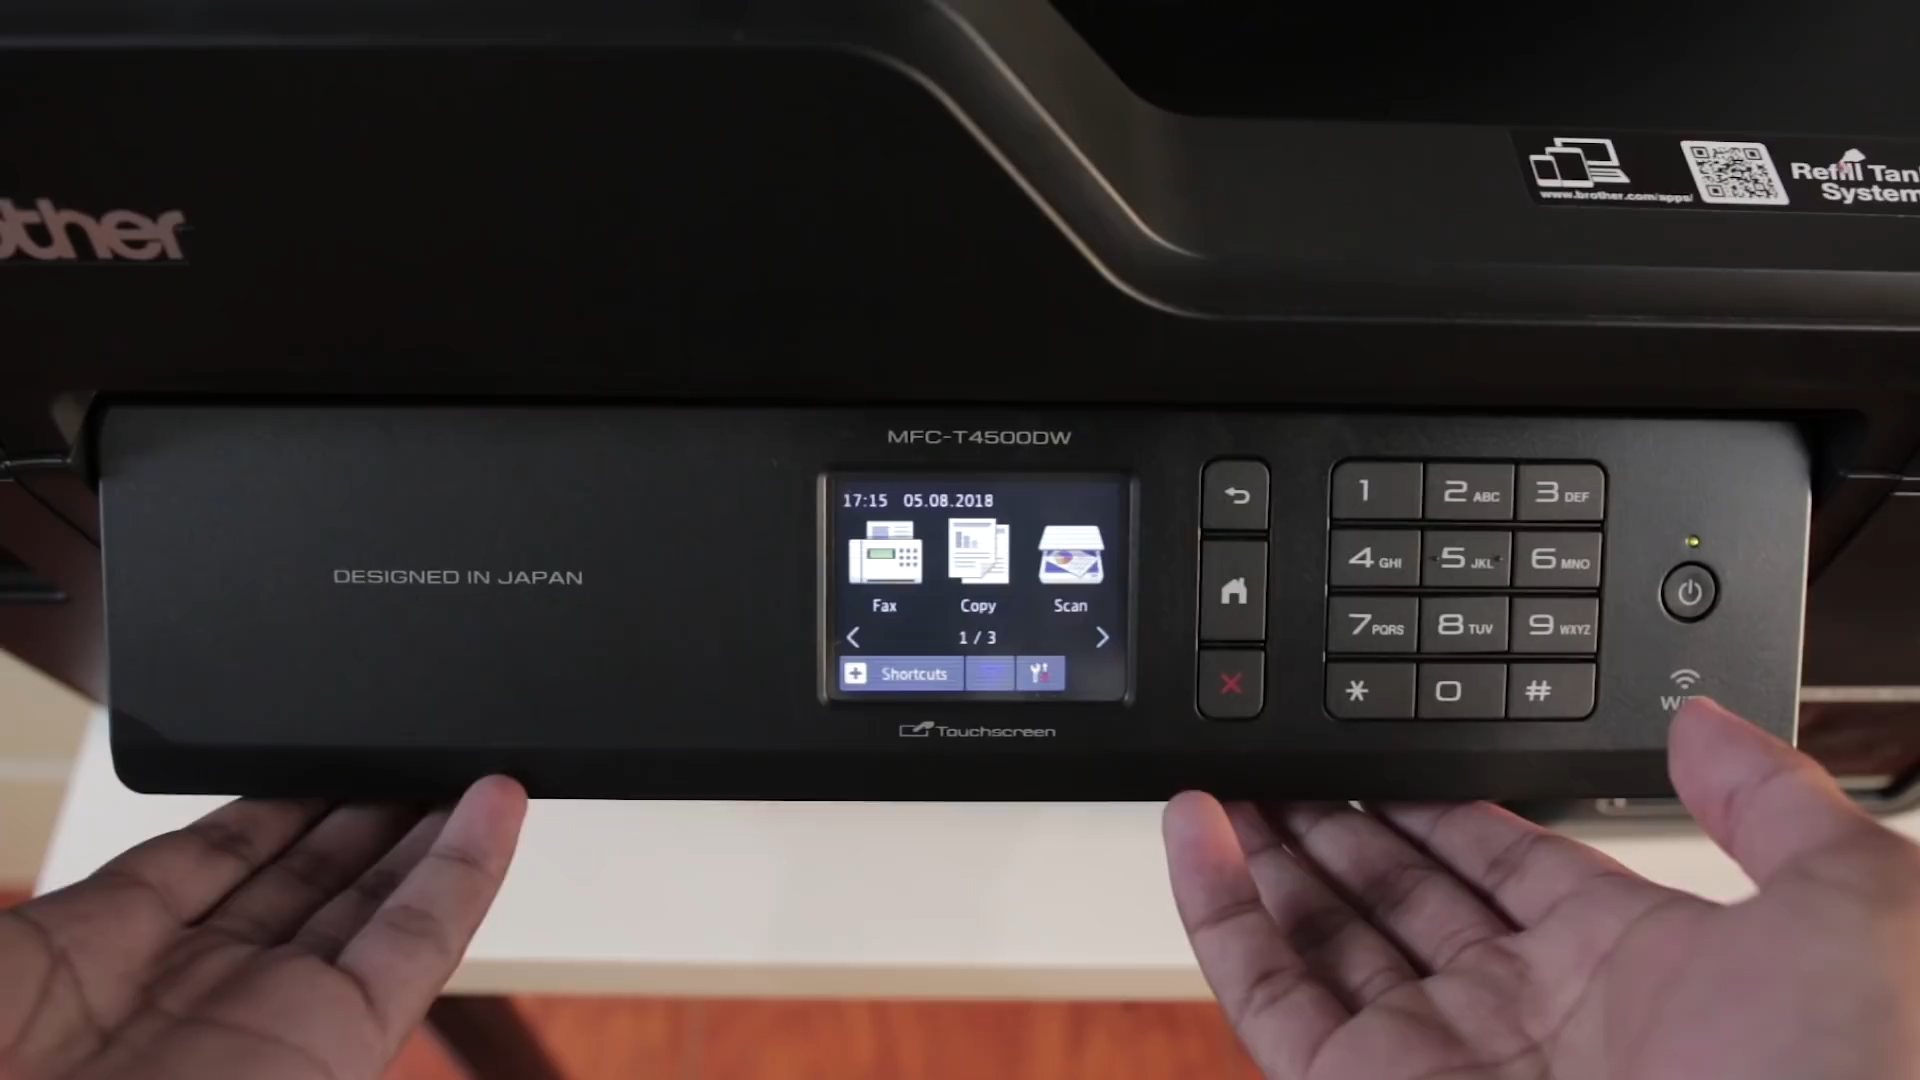 other
www.brother.com/apps/
Refill Tank
System
MFC-T4500DW
17:15 05.08.2018
Fax Copy Scan
1 / 3
Shortcuts
DESIGNED IN JAPAN
Touchscreen
1 2 ABC 3 DEF
4 GHI 5 JKL 6 MNO
7 PQRS 8 TUV 9 WXYZ
* 0 #